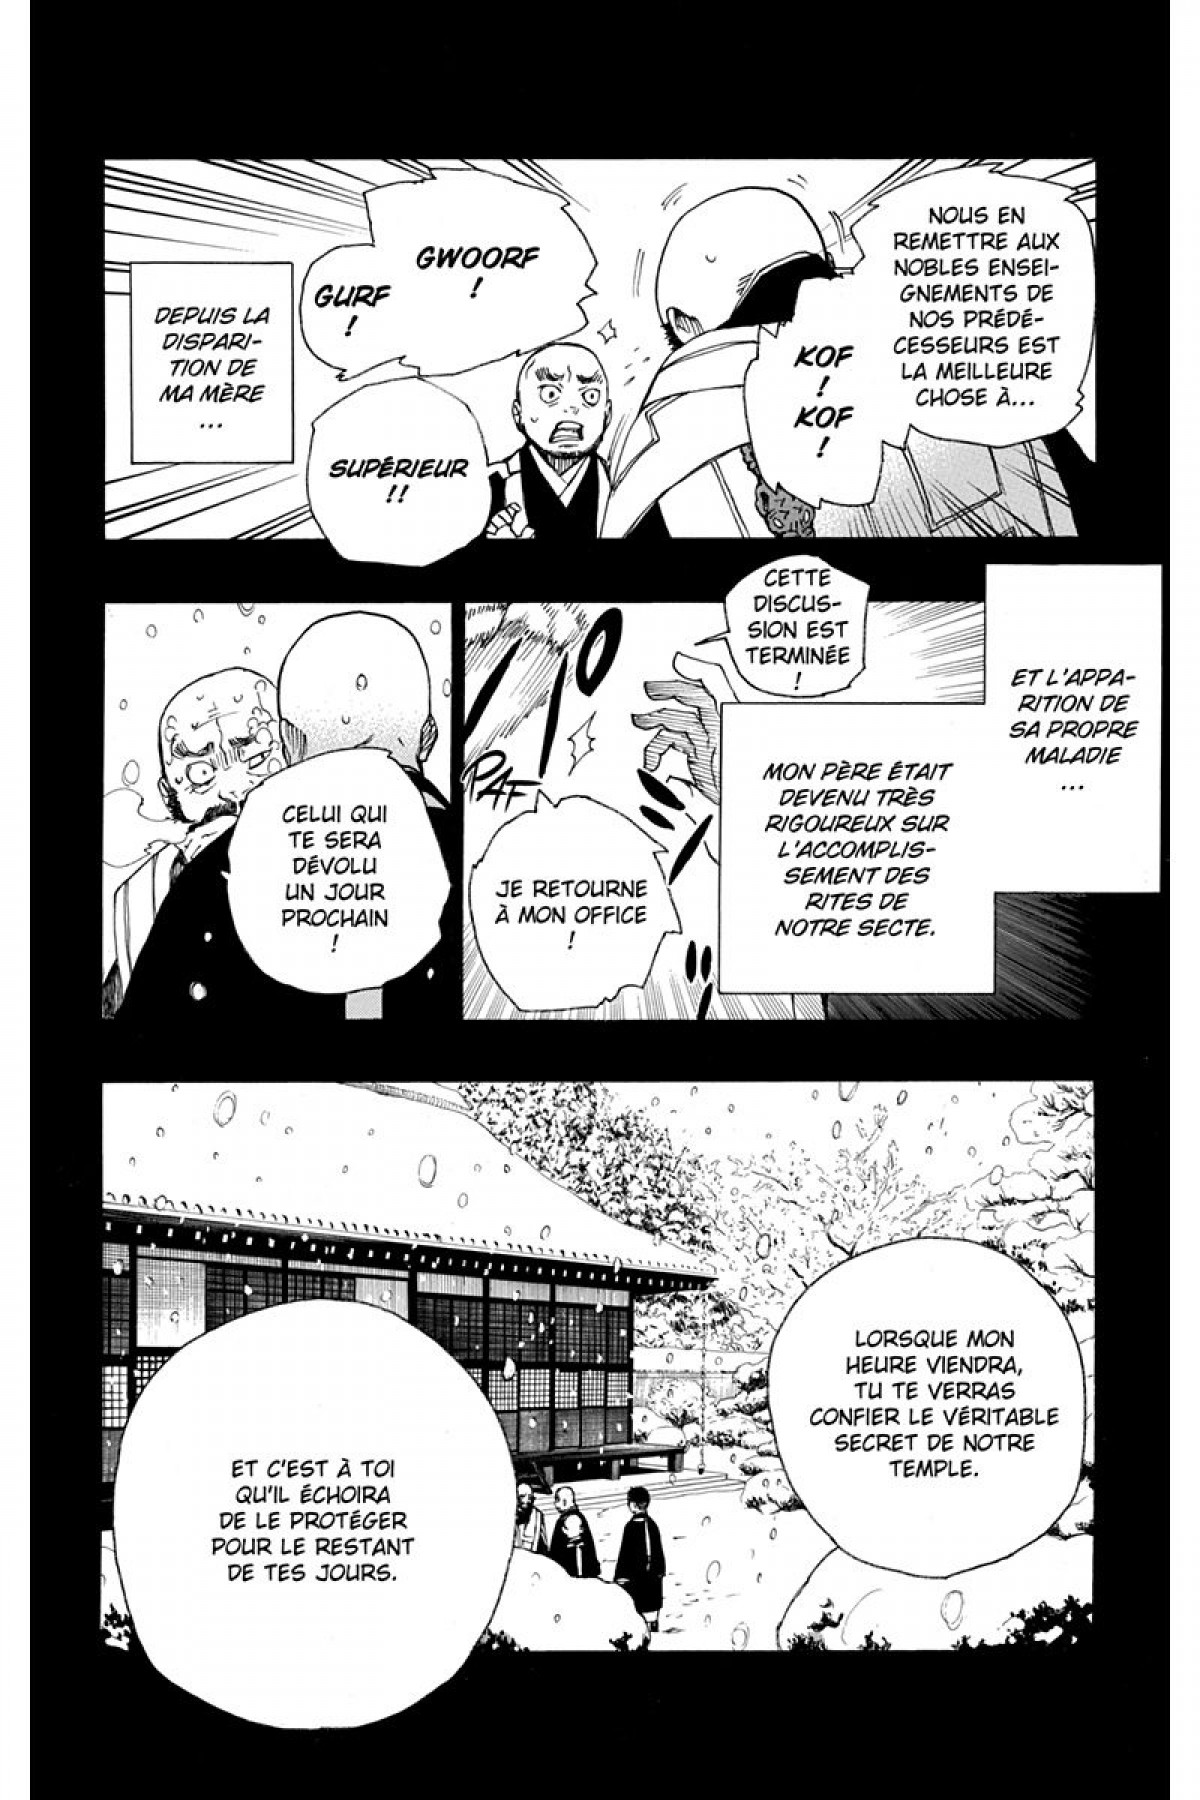 NOUS EN
REMETTRE AUX
NOBLES ENSEI-
GNEMENTS DE
NOS PRÉDÉ-
CESSEURS EST
LA MEILLEURE
CHOSE À...
KOF
!
KOF
!
GWOORF
!
GURF
!
SUPÉRIEUR
!!
DEPUIS LA
DISPARI-
TION DE
MA MÈRE
...
ET L'APPA-
RITION DE
SA PROPRE
MALADIE
...
CETTE
DISCUS-
SION EST
TERMINÉE
!
MON PÈRE ÉTAIT
DEVENU TRÈS
RIGOUREUX SUR
L'ACCOMPLIS-
SEMENT DES
RITES DE
NOTRE SECTE.
PAF
JE RETOURNE
À MON OFFICE
!
CELUI QUI
TE SERA
DÉVOLU
UN JOUR
PROCHAIN
!
LORSQUE MON
HEURE VIENDRA,
TU TE VERRAS
CONFIER LE VÉRITABLE
SECRET DE NOTRE
TEMPLE.
ET C'EST À TOI
QU'IL ÉCHOIRA
DE LE PROTÉGER
POUR LE RESTANT
DE TES JOURS.